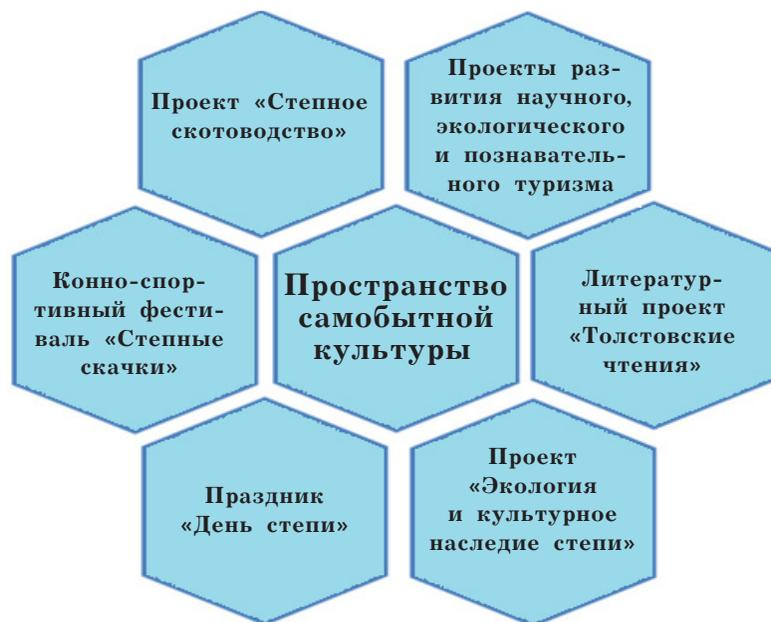 Проект «Степное
скотоводство»
Проекты раз-
вития научного,
экологического
и познаватель-
ного туризма
Конно-спор-
тивный фести-
валь «Степные
скачки»
Пространство
самобытной
культуры
Литератур-
ный проект
«Толстовские
чтения»
Праздник
«День степи»
Проект
«Экология
и культурное
наследие степи»